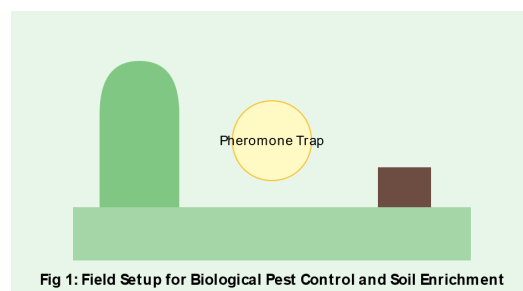 Pheromone Trap
Fig 1: Field Setup for Biological Pest Control and Soil Enrichment